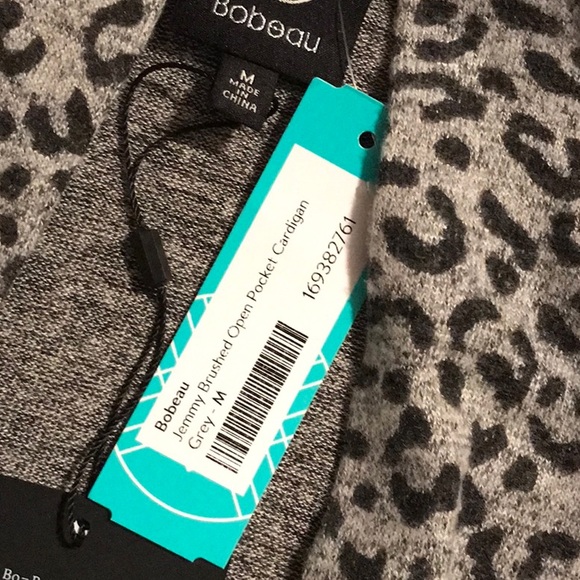 Bobeau
M
MADE
IN
CHINA
Bobeau
Jemmy Brushed Open Pocket Cardigan
Grey - M
169382761